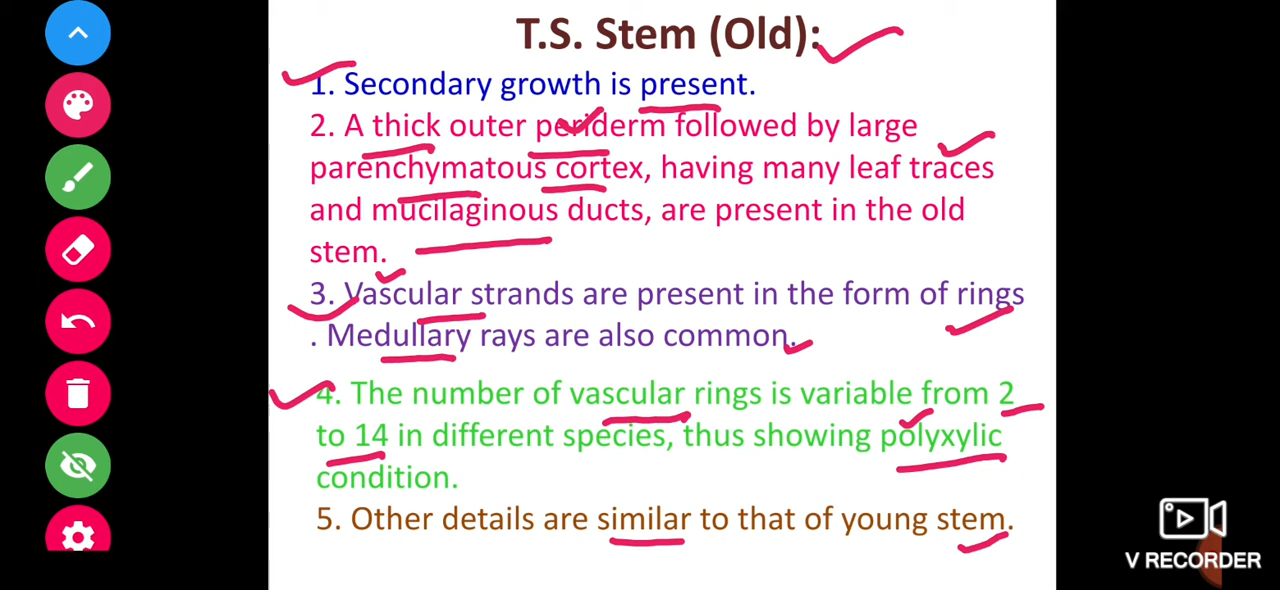 T.S. Stem (Old):
1. Secondary growth is present.
2. A thick outer periderm followed by large
parenchymatous cortex, having many leaf traces
and mucilaginous ducts, are present in the old
stem.
3. Vascular strands are present in the form of rings
. Medullary rays are also common.
4. The number of vascular rings is variable from 2
to 14 in different species, thus showing polyxylic
condition.
5. Other details are similar to that of young stem.
V RECORDER